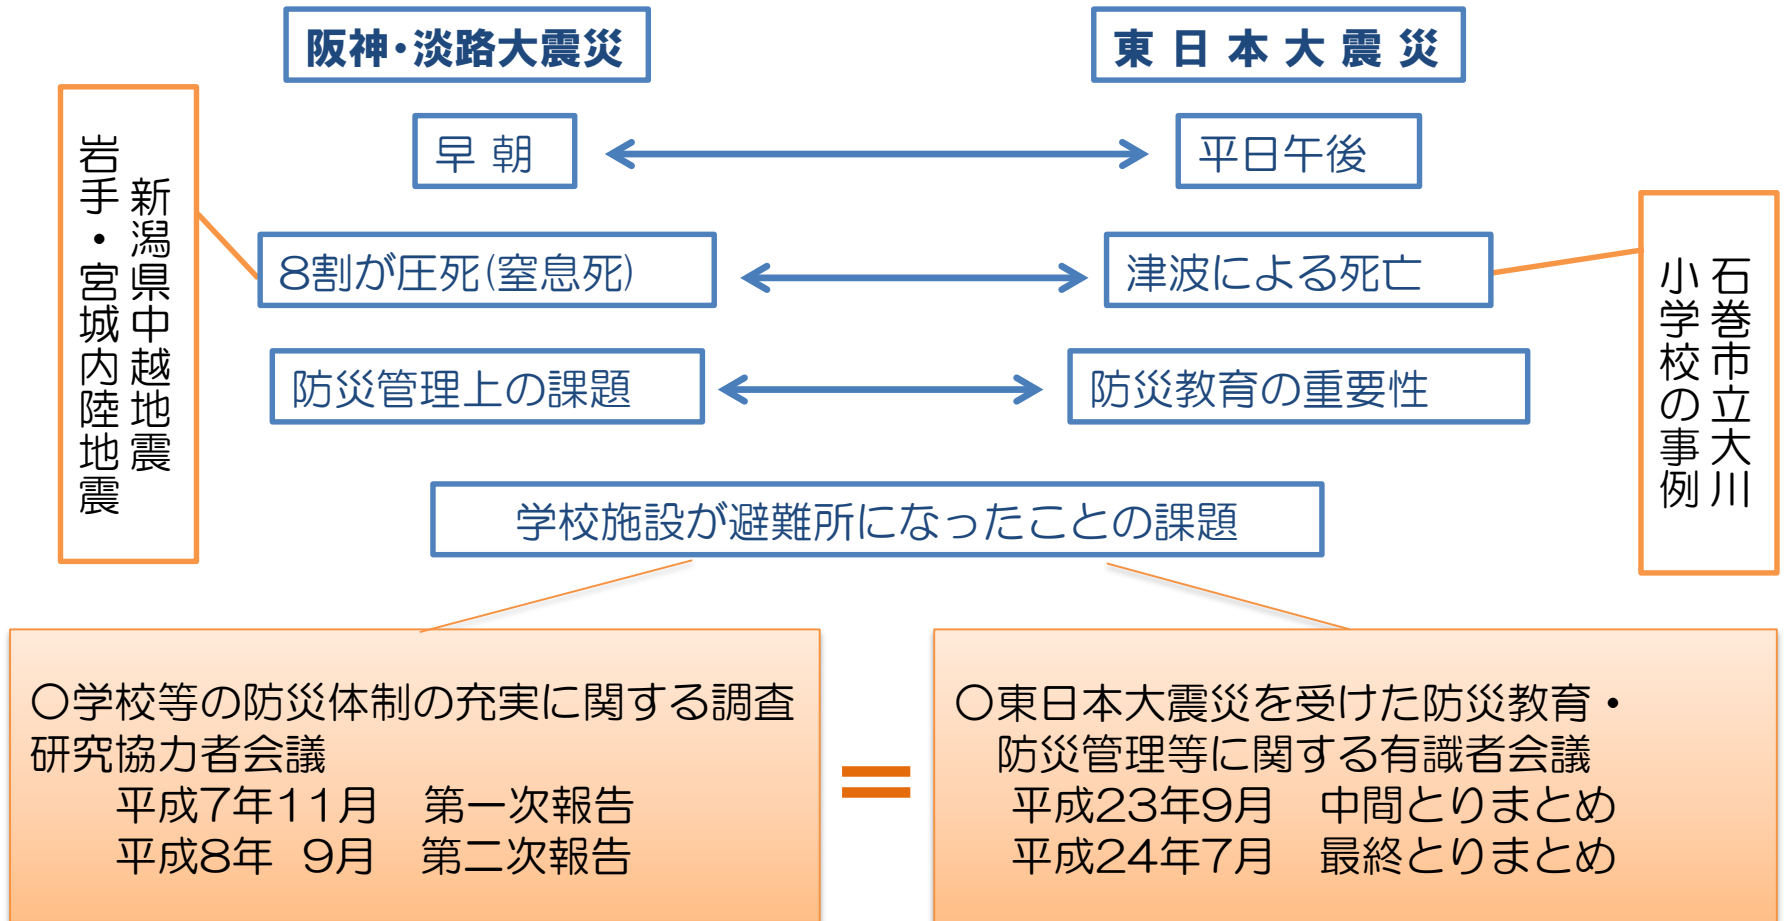 阪神・淡路大震災
東日本大震災
早 朝
平日午後
新潟県中越地震
岩手・宮城内陸地震
8割が圧死(窒息死)
津波による死亡
石巻市立大川
小学校の事例
防災管理上の課題
防災教育の重要性
学校施設が避難所になったことの課題
〇学校等の防災体制の充実に関する調査
研究協力者会議
平成7年11月 第一次報告
平成8年 9月 第二次報告
＝
〇東日本大震災を受けた防災教育・
防災管理等に関する有識者会議
平成23年9月 中間とりまとめ
平成24年7月 最終とりまとめ